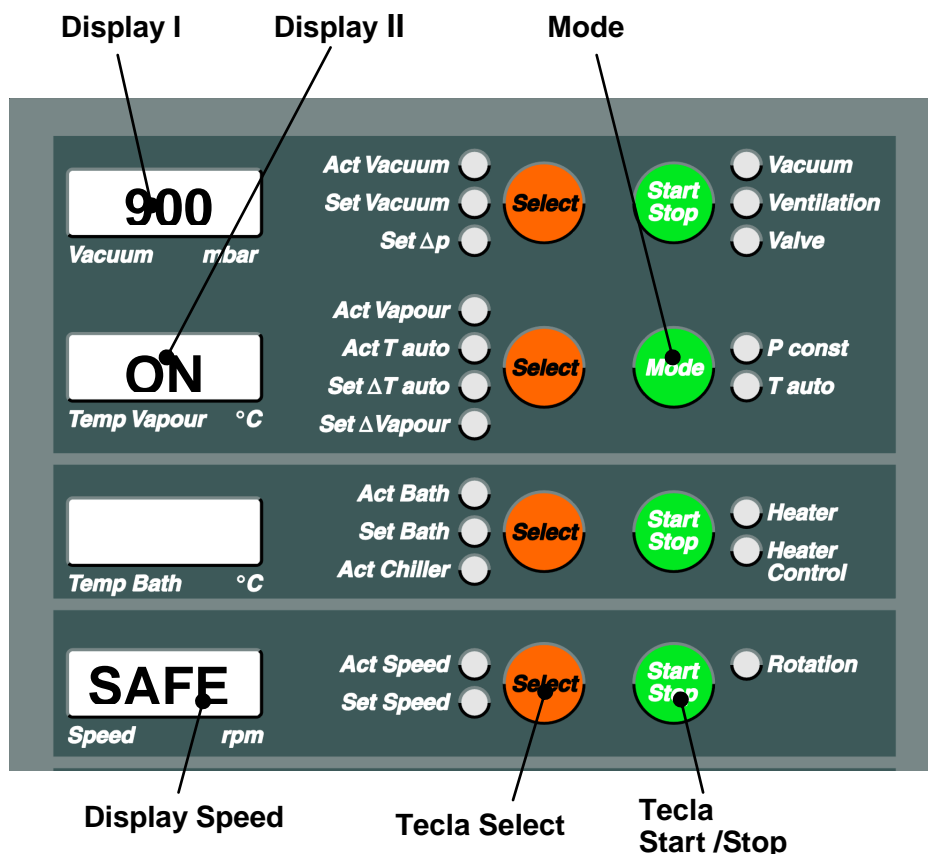 Display I
Display II
Mode
900
Vacuum mbar
Act Vacuum
Set Vacuum
Set Δp
Select
Start
Stop
Vacuum
Ventilation
Valve
ON
Temp Vapour °C
Act Vapour
Act T auto
Set ΔT auto
Set ΔVapour
Select
Mode
P const
T auto
Temp Bath °C
Act Bath
Set Bath
Act Chiller
Select
Start
Stop
Heater
Heater
Control
SAFE
Speed rpm
Act Speed
Set Speed
Select
Start
Stop
Rotation
Display Speed
Tecla Select
Tecla
Start /Stop